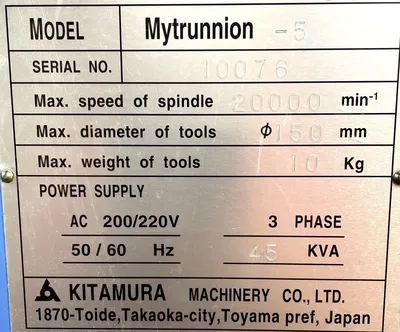 MODEL Mytrunnion -5
SERIAL NO. 10076
Max. speed of spindle 20000 min-1
Max. diameter of tools ϕ 150 mm
Max. weight of tools 10 Kg
POWER SUPPLY
AC 200/220V 3 PHASE
50/60 Hz 45 KVA
KITAMURA MACHINERY CO., LTD.
1870-Toide,Takaoka-city,Toyama pref, Japan